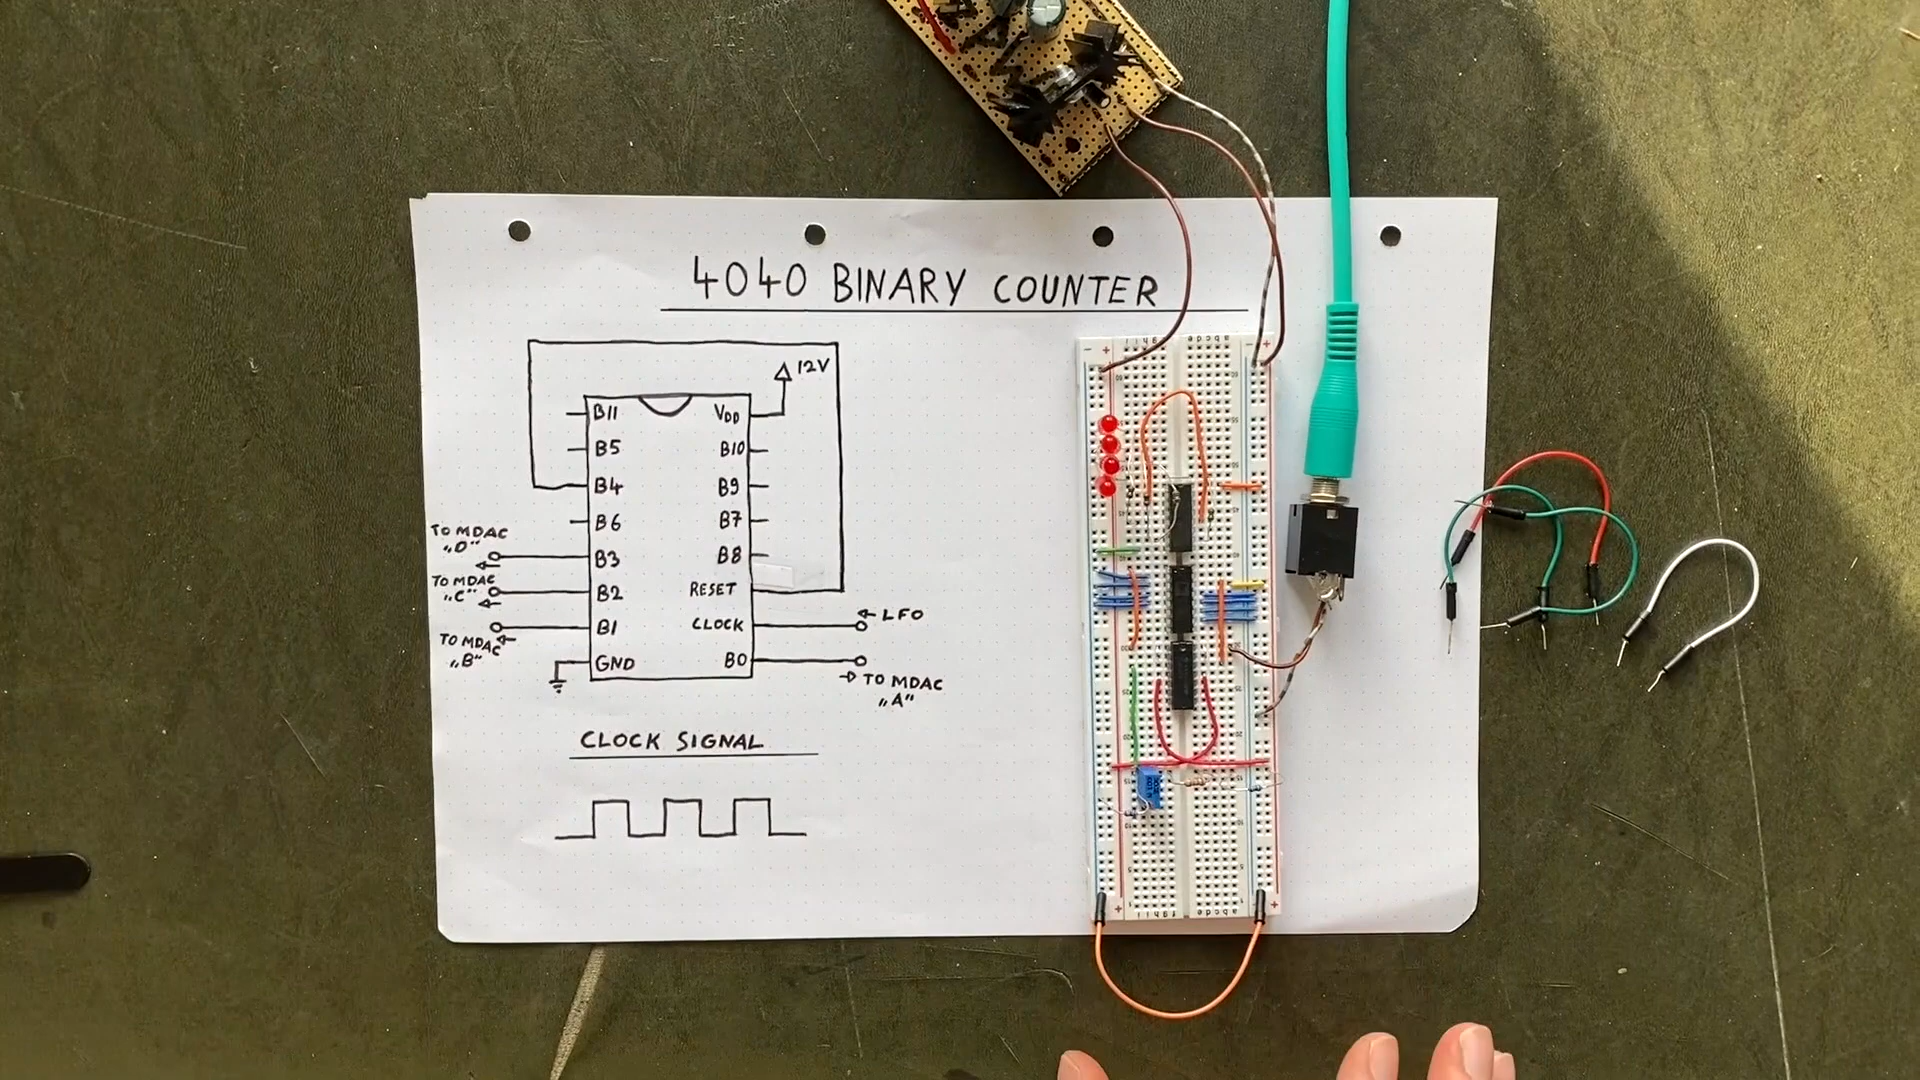 4040 BINARY COUNTER
12V
B11 VDD
B5 B10
B4 B9
B6 B7
TO MDAC
„D"
B3 B8
TO MDAC
„C"
B2 RESET
LFO
B1 CLOCK
TO MDAC
„B"
GND B0
TO MDAC
„A"
CLOCK SIGNAL